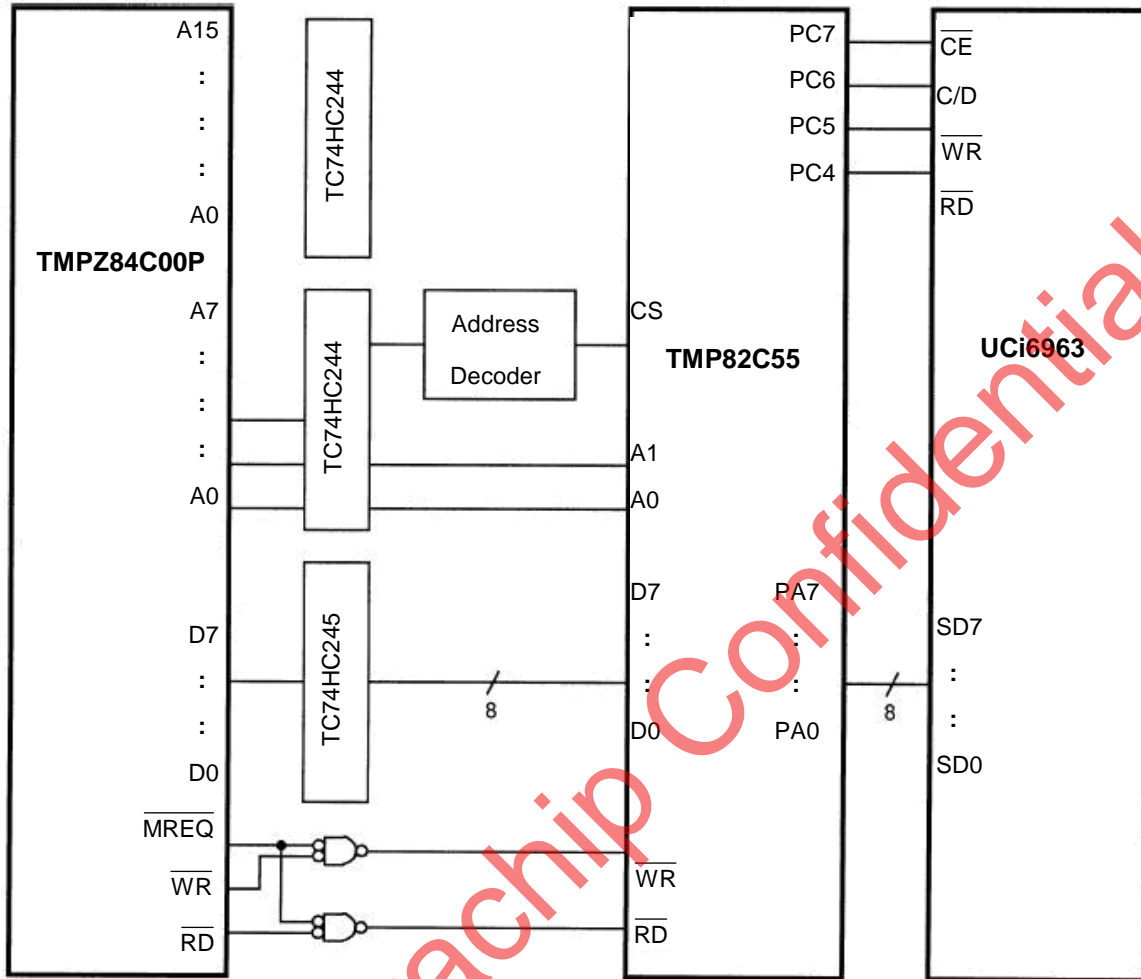 A15
:
:
:
A0
TMPZ84C00P
A7
:
:
:
A0
D7
:
:
D0
MREQ
WR
RD
TC74HC244
TC74HC244
TC74HC245
Address
Decoder
8
PC7
PC6
PC5
PC4
CS
TMP82C55
A1
A0
D7
:
:
D0
PA7
:
:
PA0
WR
RD
8
CE
C/D
WR
RD
UCi6963
SD7
:
:
SD0
achip Confidential